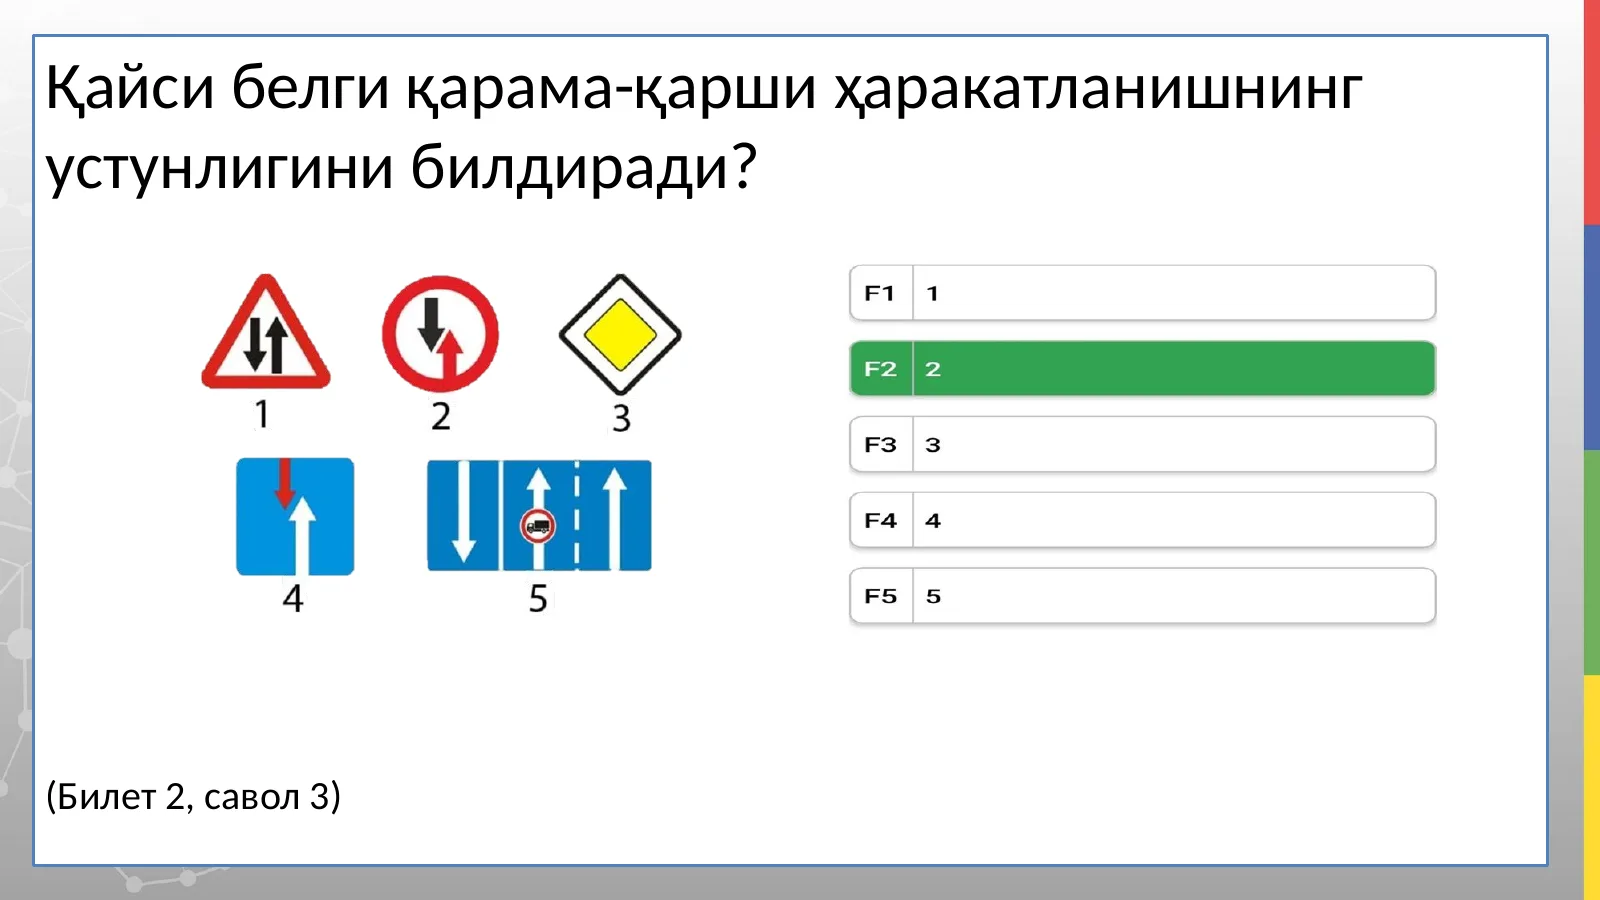 Қайси белги қарама-қарши ҳаракатланишнинг
устунлигини билдиради?
1
2
3
4
5
F1 1
F2 2
F3 3
F4 4
F5 5
(Билет 2, савол 3)